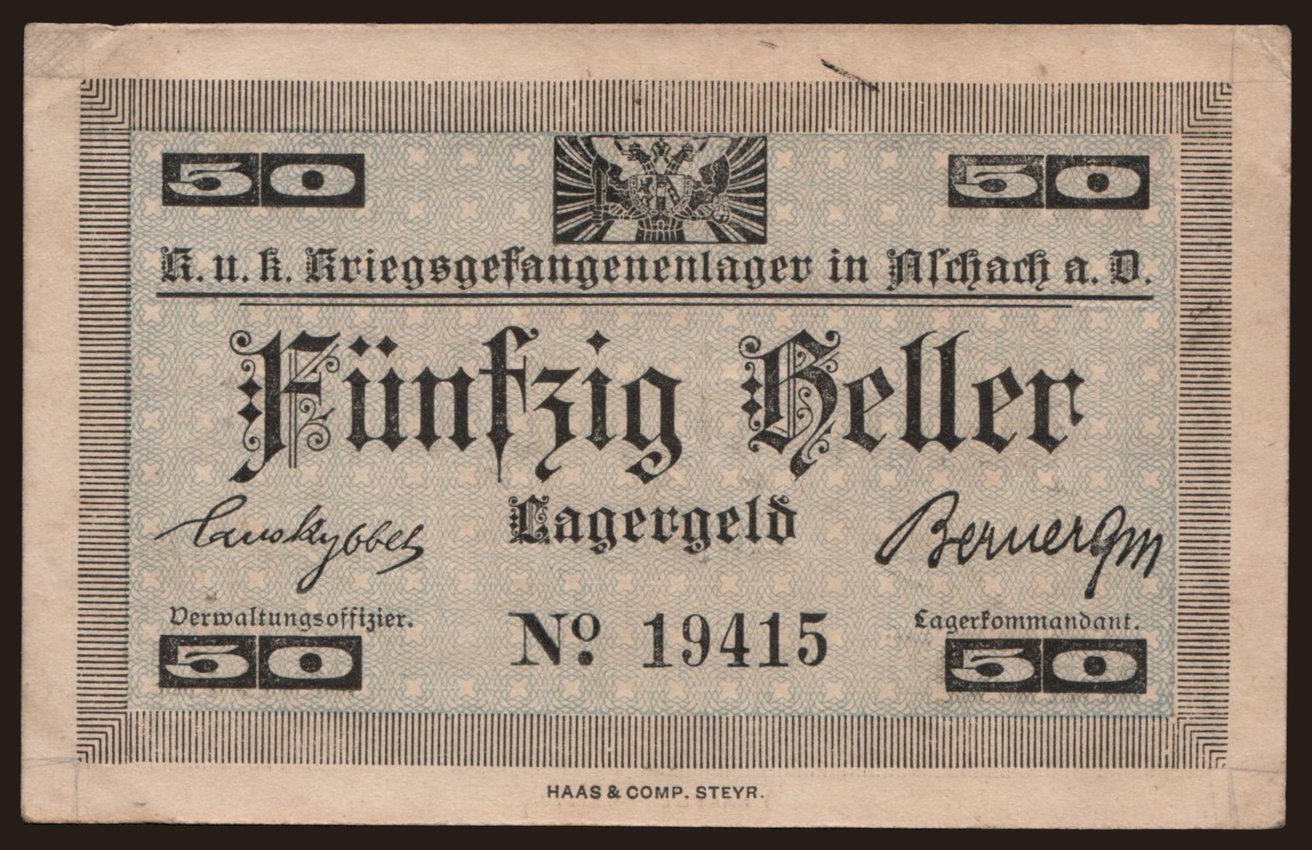 50 50
K. u. k. Kriegsgefangenenlager in Aschach a. D.
Fünfzig Heller
Lagergeld
Verwaltungsoffizier. Lagerkommandant.
No. 19415
50 50
HAAS & COMP. STEYR.